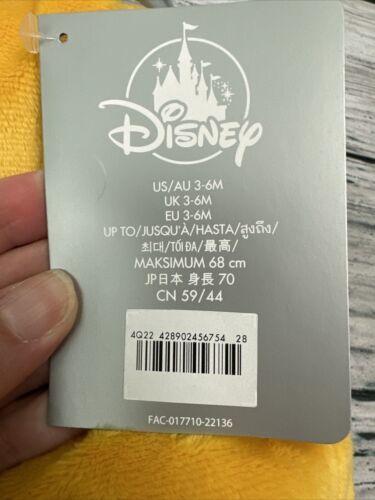 DISNEY
US/AU 3-6M
UK 3-6M
EU 3-6M
UP TO/JUSQU'À/HASTA/สูงถึง/
최대/TỐI ĐA/最高/
MAKSIMUM 68 cm
JP日本 身長 70
CN 59/44
4Q22 428902456754 28
FAC-017710-22136